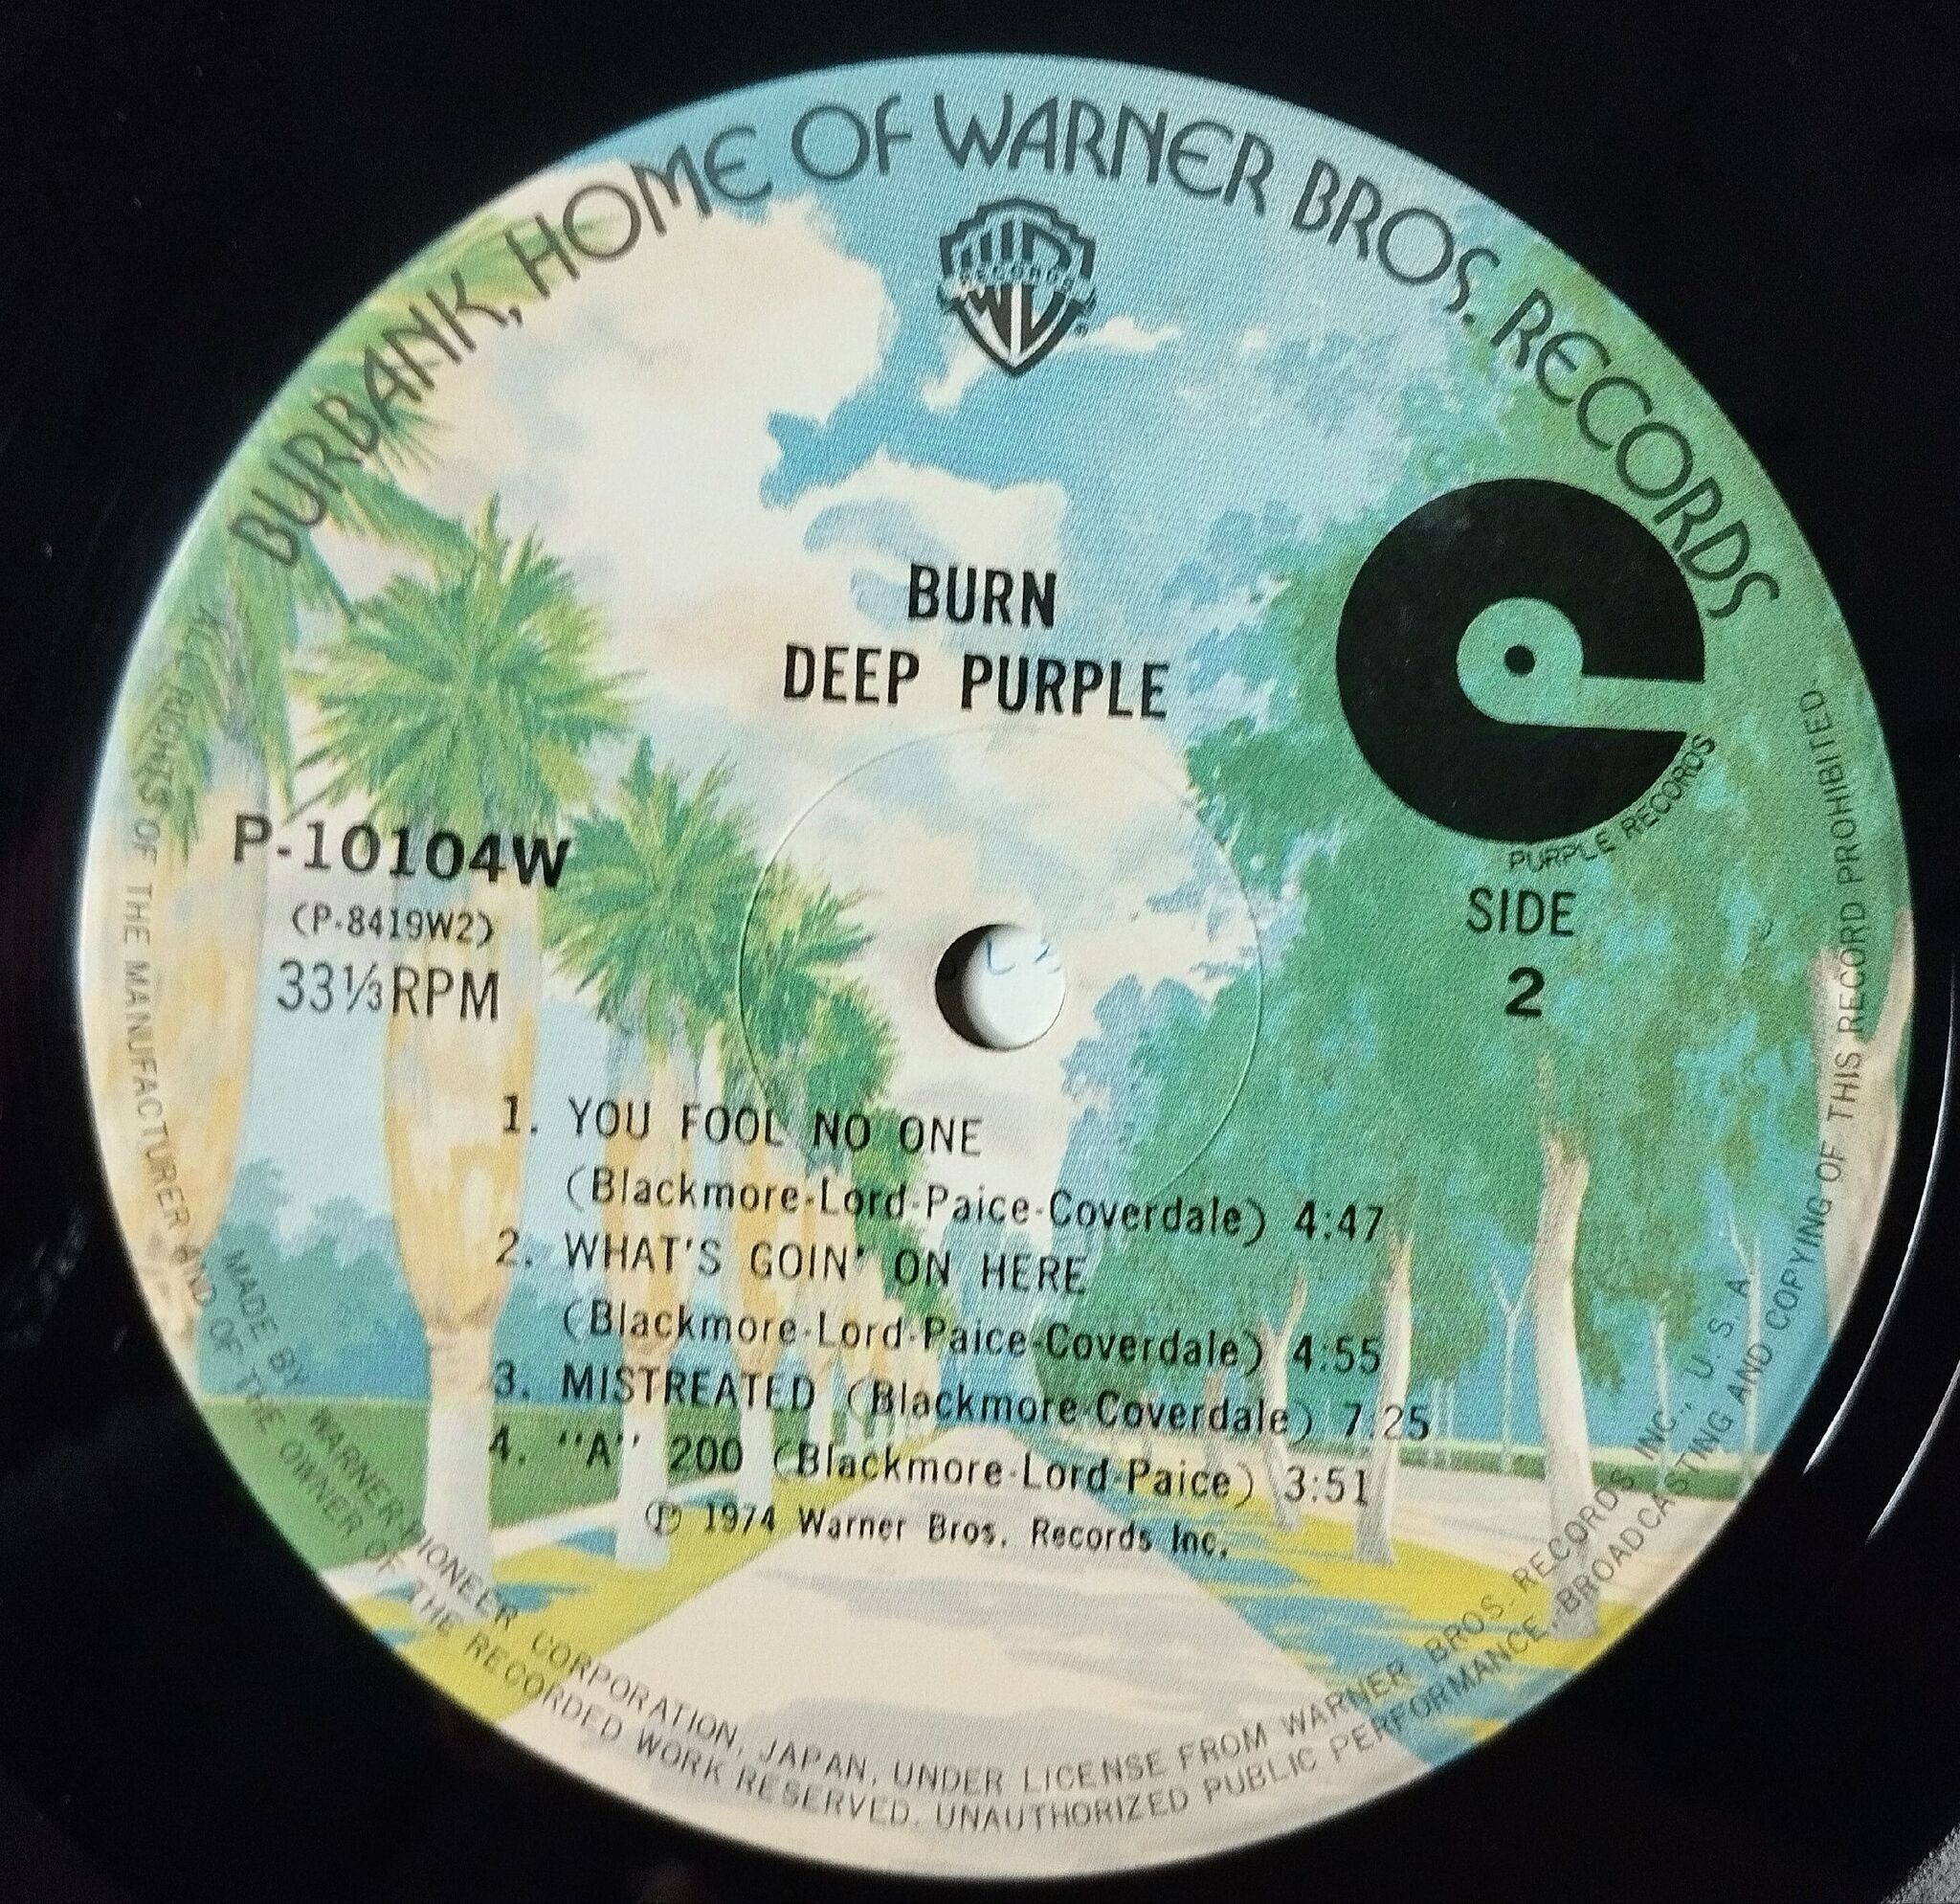 BURBANK, HOME OF WARNER BROS. RECORDS
RECORDS
BURN
DEEP PURPLE
PURPLE RECORDS
P-10104W
(P-8419W2)
33⅓RPM
SIDE
2
1. YOU FOOL NO ONE
(Blackmore-Lord-Paice-Coverdale) 4:47
2. WHAT'S GOIN' ON HERE
(Blackmore-Lord-Paice-Coverdale) 4:55
3. MISTREATED (Blackmore-Coverdale) 7:25
4. "A" 200 (Blackmore-Lord-Paice) 3:51
Ⓟ 1974 Warner Bros. Records Inc.
MADE BY WARNER-PIONEER CORPORATION, JAPAN, UNDER LICENSE FROM WARNER BROS. RECORDS INC., U. S. A
ALL RIGHTS OF THE MANUFACTURER AND OF THE OWNER OF THE RECORDED WORK RESERVED. UNAUTHORIZED PUBLIC PERFORMANCE, BROADCASTING AND COPYING OF THIS RECORD PROHIBITED.